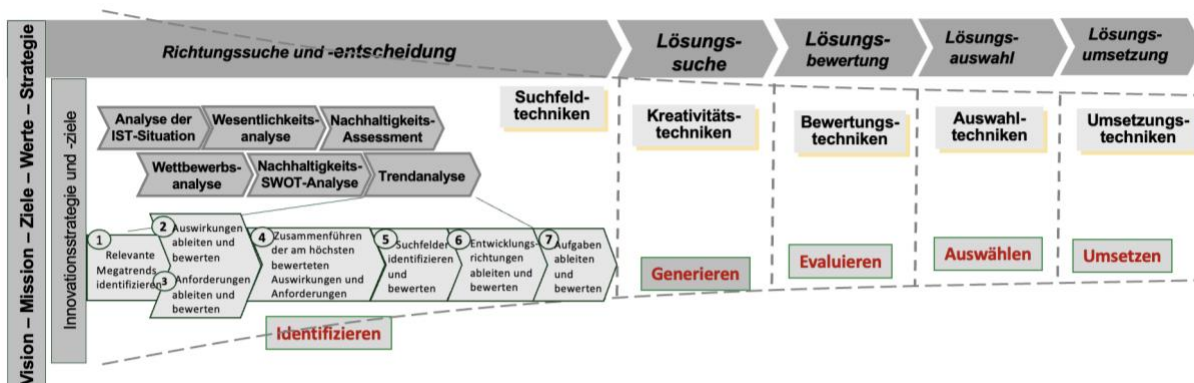 Vision – Mission – Ziele – Werte – Strategie
Innovationsstrategie und -ziele
Richtungssuche und -entscheidung
Lösungs-
suche
Lösungs-
bewertung
Lösungs-
auswahl
Lösungs-
umsetzung
Analyse der
IST-Situation
Wesentlichkeits-
analyse
Nachhaltigkeits-
Assessment
Wettbewerbs-
analyse
Nachhaltigkeits-
SWOT-Analyse
Trendanalyse
Suchfeld-
techniken
Kreativitäts-
techniken
Bewertungs-
techniken
Auswahl-
techniken
Umsetzungs-
techniken
1
Relevante
Megatrends
identifizieren
2
Auswirkungen
ableiten und
bewerten
3
Anforderungen
ableiten und
bewerten
4
Zusammenführen
der am höchsten
bewerteten
Auswirkungen und
Anforderungen
5
Suchfelder
identifizieren
und
bewerten
6
Entwicklungs-
richtungen
ableiten und
bewerten
7
Aufgaben
ableiten
und
bewerten
Identifizieren
Generieren
Evaluieren
Auswählen
Umsetzen